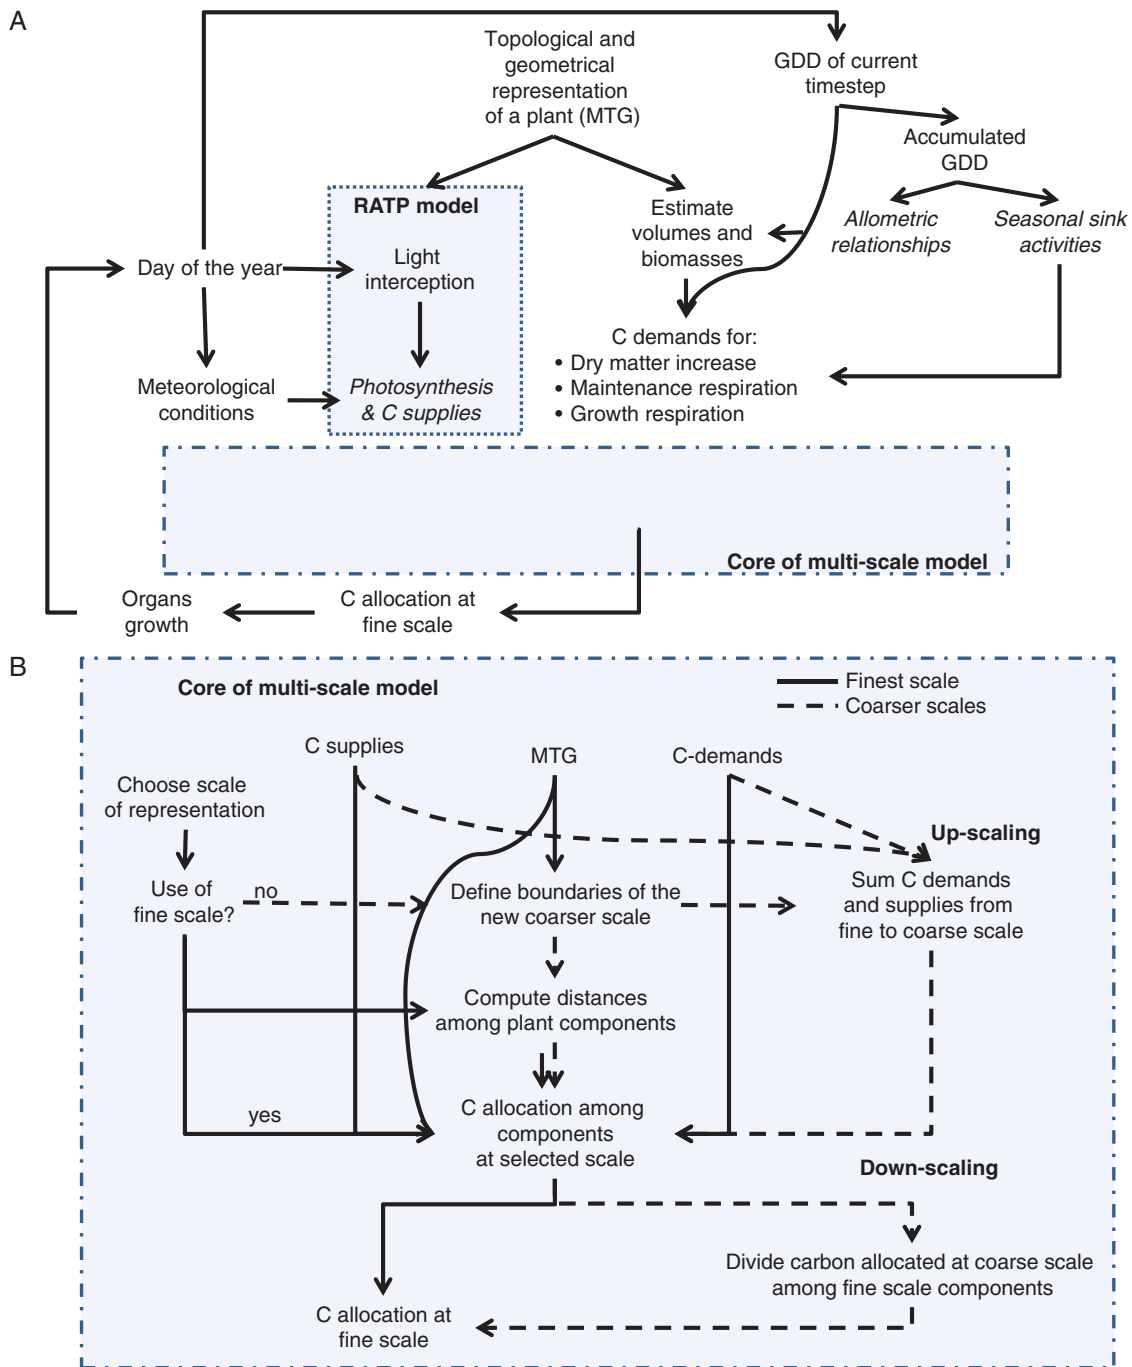 A
Topological and
geometrical
representation
of a plant (MTG)
GDD of current
timestep
Accumulated
GDD
RATP model
Estimate
volumes and
biomasses
Allometric
relationships
Seasonal sink
activities
Day of the year
Light
interception
C demands for:
• Dry matter increase
• Maintenance respiration
• Growth respiration
Meteorological
conditions
Photosynthesis
& C supplies
Core of multi-scale model
Organs
growth
C allocation at
fine scale
B
Core of multi-scale model
Finest scale
Coarser scales
C supplies
MTG
C-demands
Choose scale
of representation
Up-scaling
Use of
fine scale?
no
Define boundaries of the
new coarser scale
Sum C demands
and supplies from
fine to coarse scale
Compute distances
among plant components
yes
C allocation among
components
at selected scale
Down-scaling
Divide carbon allocated at coarse scale
among fine scale components
C allocation at
fine scale